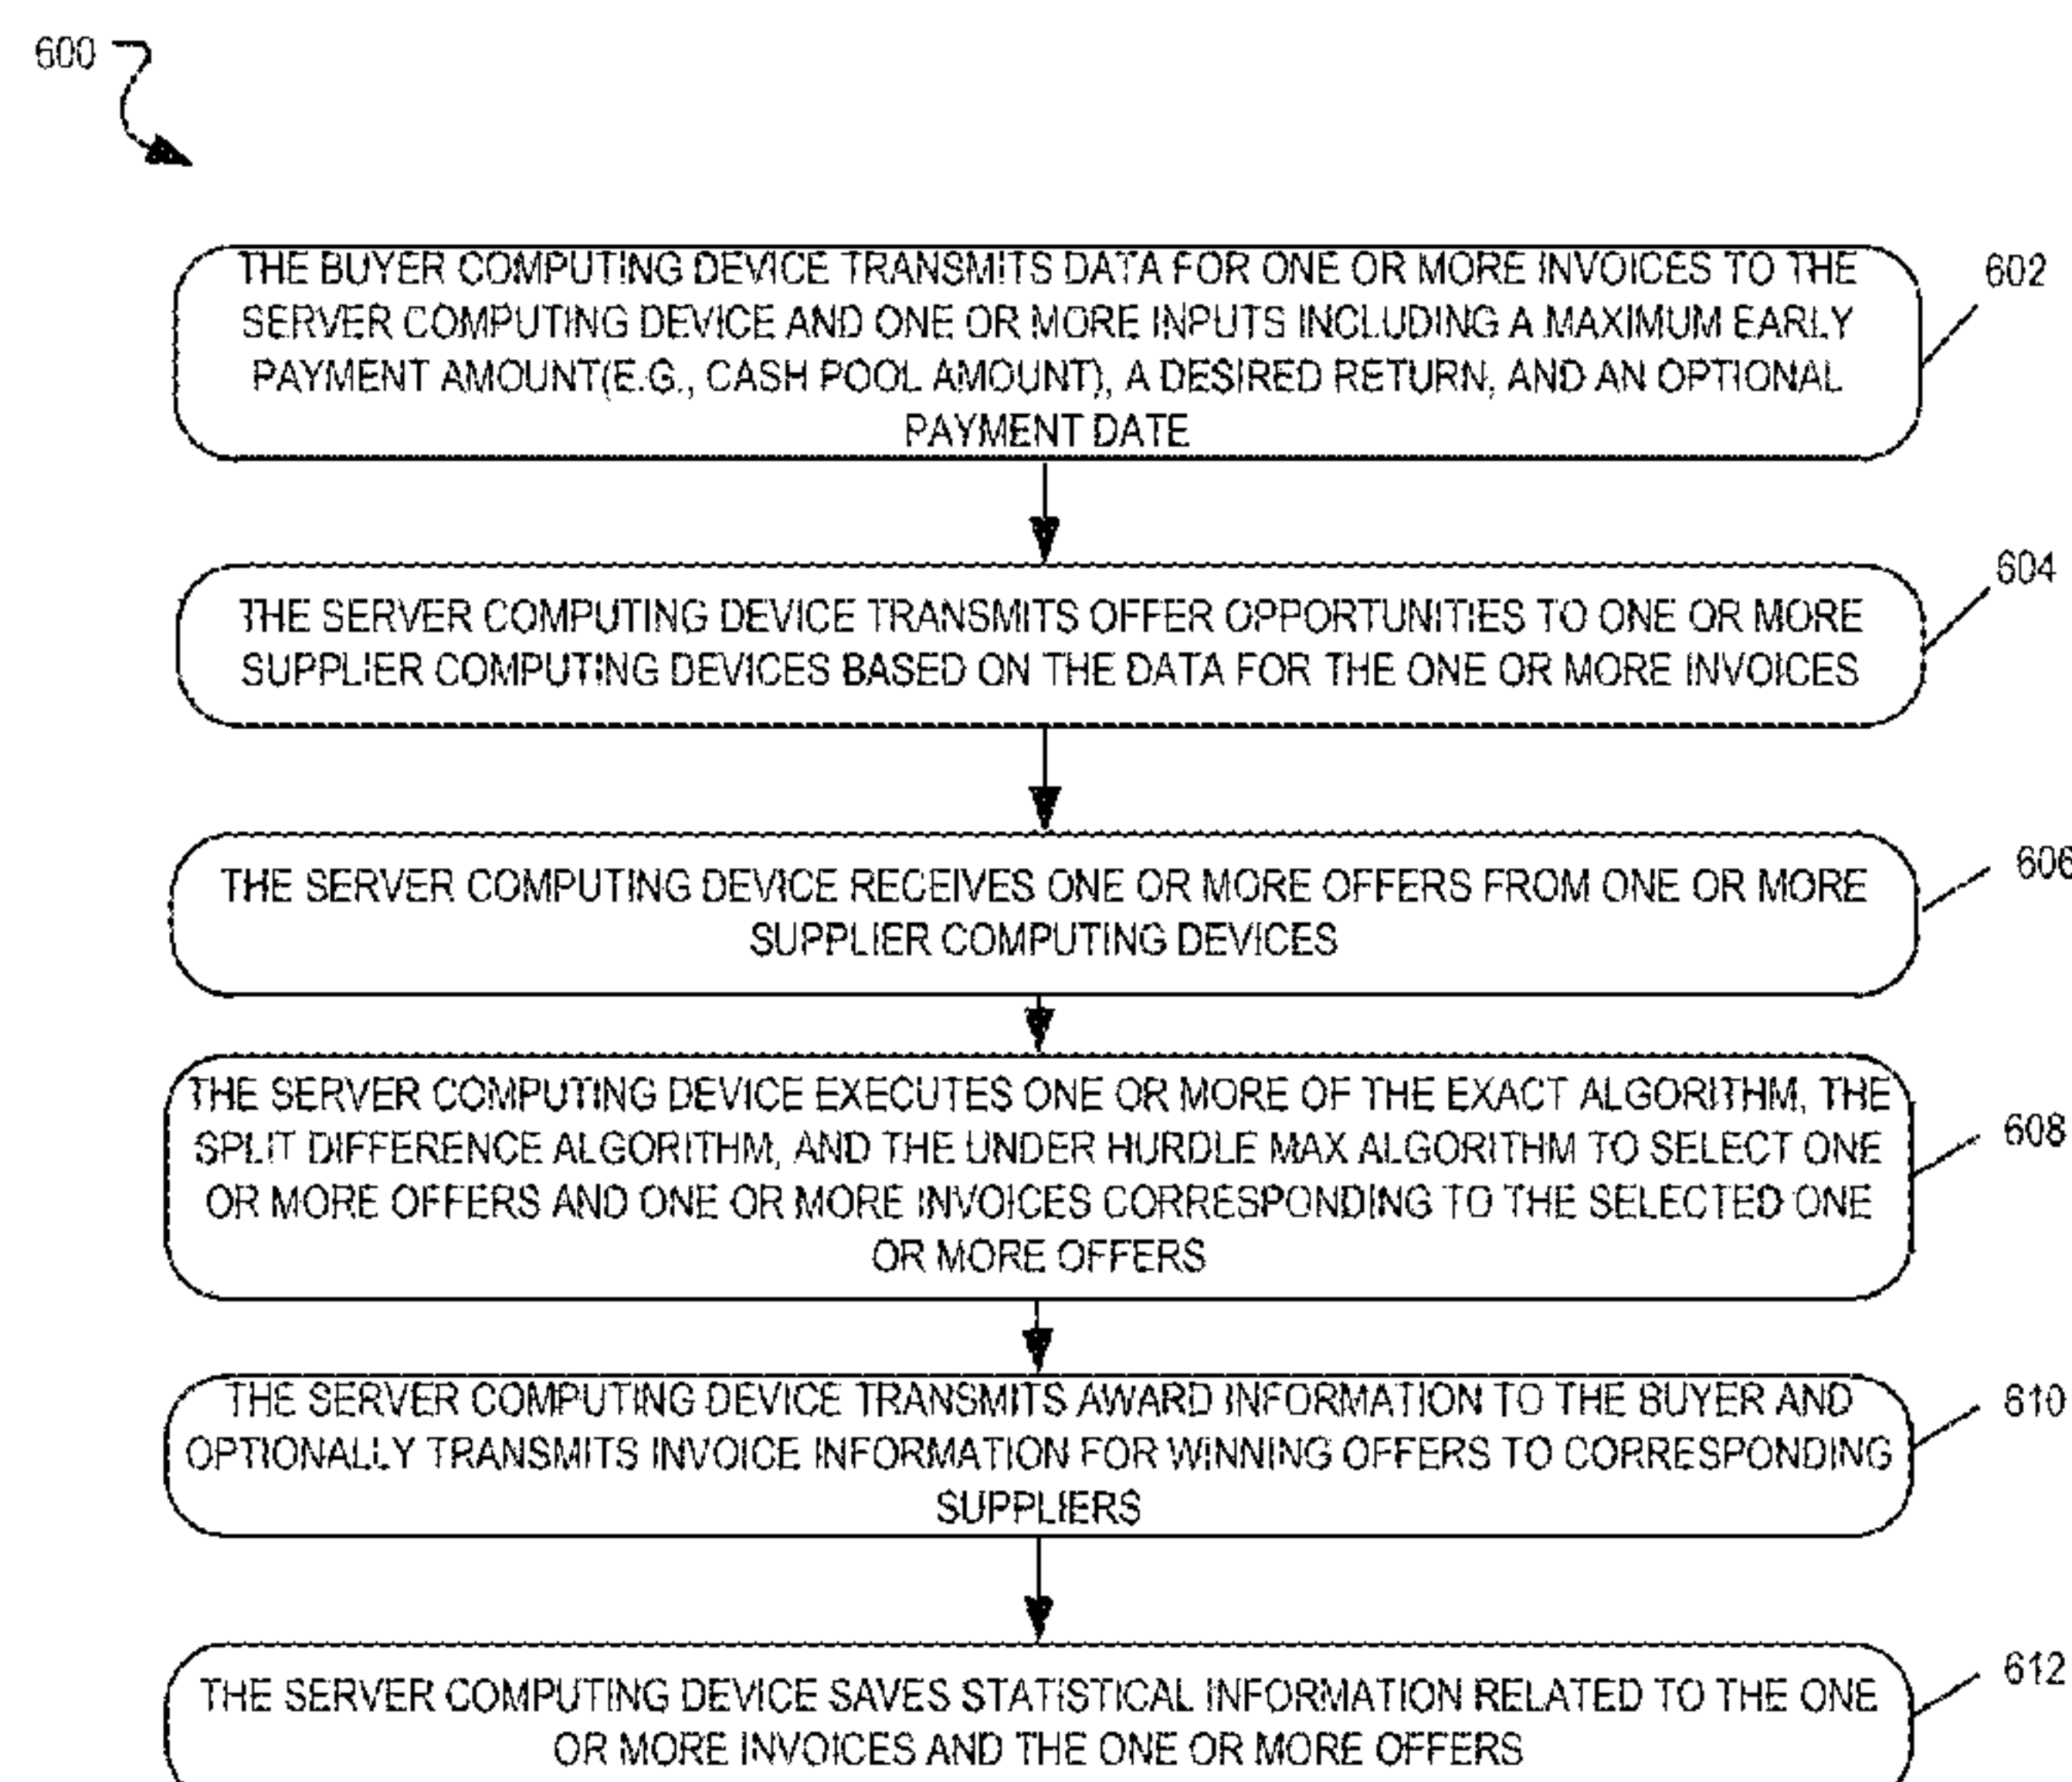 600
THE BUYER COMPUTING DEVICE TRANSMITS DATA FOR ONE OR MORE INVOICES TO THE
SERVER COMPUTING DEVICE AND ONE OR MORE INPUTS INCLUDING A MAXIMUM EARLY
PAYMENT AMOUNT(E.G., CASH POOL AMOUNT), A DESIRED RETURN, AND AN OPTIONAL
PAYMENT DATE
602
THE SERVER COMPUTING DEVICE TRANSMITS OFFER OPPORTUNITIES TO ONE OR MORE
SUPPLIER COMPUTING DEVICES BASED ON THE DATA FOR THE ONE OR MORE INVOICES
604
THE SERVER COMPUTING DEVICE RECEIVES ONE OR MORE OFFERS FROM ONE OR MORE
SUPPLIER COMPUTING DEVICES
606
THE SERVER COMPUTING DEVICE EXECUTES ONE OR MORE OF THE EXACT ALGORITHM, THE
SPLIT DIFFERENCE ALGORITHM, AND THE UNDER HURDLE MAX ALGORITHM TO SELECT ONE
OR MORE OFFERS AND ONE OR MORE INVOICES CORRESPONDING TO THE SELECTED ONE
OR MORE OFFERS
608
THE SERVER COMPUTING DEVICE TRANSMITS AWARD INFORMATION TO THE BUYER AND
OPTIONALLY TRANSMITS INVOICE INFORMATION FOR WINNING OFFERS TO CORRESPONDING
SUPPLIERS
610
THE SERVER COMPUTING DEVICE SAVES STATISTICAL INFORMATION RELATED TO THE ONE
OR MORE INVOICES AND THE ONE OR MORE OFFERS
612